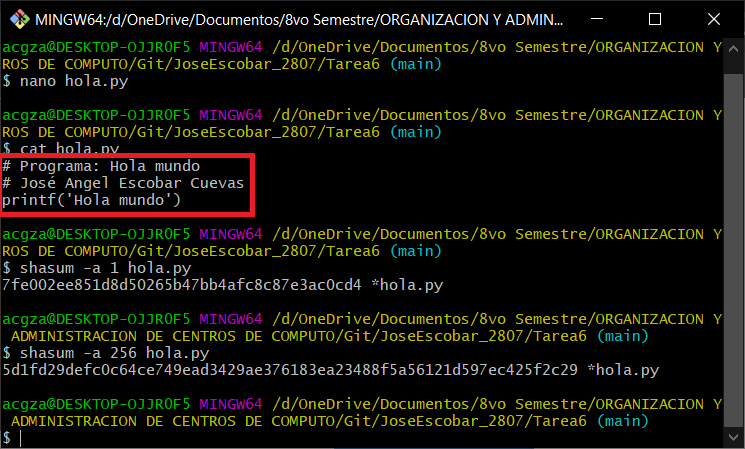 MINGW64:/d/OneDrive/Documentos/8vo Semestre/ORGANIZACION Y ADMIN...
acgza@DESKTOP-OJJR0F5 MINGW64 /d/OneDrive/Documentos/8vo Semestre/ORGANIZACION Y
ROS DE COMPUTO/Git/JoseEscobar_2807/Tarea6 (main)
$ nano hola.py
acgza@DESKTOP-OJJR0F5 MINGW64 /d/OneDrive/Documentos/8vo Semestre/ORGANIZACION Y
ROS DE COMPUTO/Git/JoseEscobar_2807/Tarea6 (main)
$ cat hola.py
# Programa: Hola mundo
# José Angel Escobar Cuevas
printf('Hola mundo')
acgza@DESKTOP-OJJR0F5 MINGW64 /d/OneDrive/Documentos/8vo Semestre/ORGANIZACION Y
ROS DE COMPUTO/Git/JoseEscobar_2807/Tarea6 (main)
$ shasum -a 1 hola.py
7fe002ee851d8d50265b47bb4afc8c87e3ac0cd4 *hola.py
acgza@DESKTOP-OJJR0F5 MINGW64 /d/OneDrive/Documentos/8vo Semestre/ORGANIZACION Y
ADMINISTRACION DE CENTROS DE COMPUTO/Git/JoseEscobar_2807/Tarea6 (main)
$ shasum -a 256 hola.py
5d1fd29defc0c64ce749ead3429ae376183ea23488f5a56121d597ec425f2c29 *hola.py
acgza@DESKTOP-OJJR0F5 MINGW64 /d/OneDrive/Documentos/8vo Semestre/ORGANIZACION Y
ADMINISTRACION DE CENTROS DE COMPUTO/Git/JoseEscobar_2807/Tarea6 (main)
$